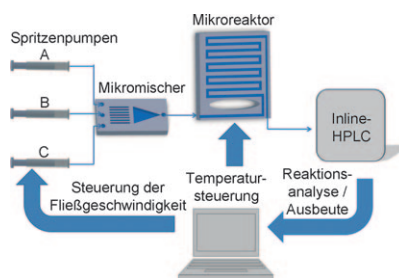 Spritzenpumpen
A
B
C
Mikromischer
Mikroreaktor
Inline-
HPLC
Steuerung der
Fließgeschwindigkeit
Temperatur-
steuerung
Reaktions-
analyse /
Ausbeute